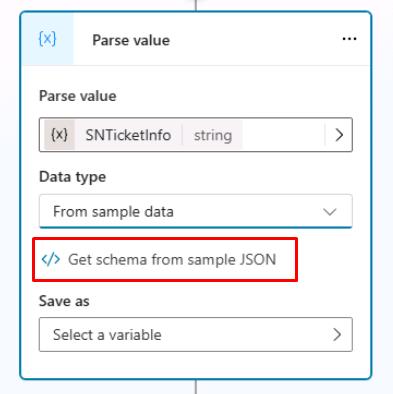 {x} Parse value ...
Parse value
{x} SNTicketInfo string
Data type
From sample data
</> Get schema from sample JSON
Save as
Select a variable